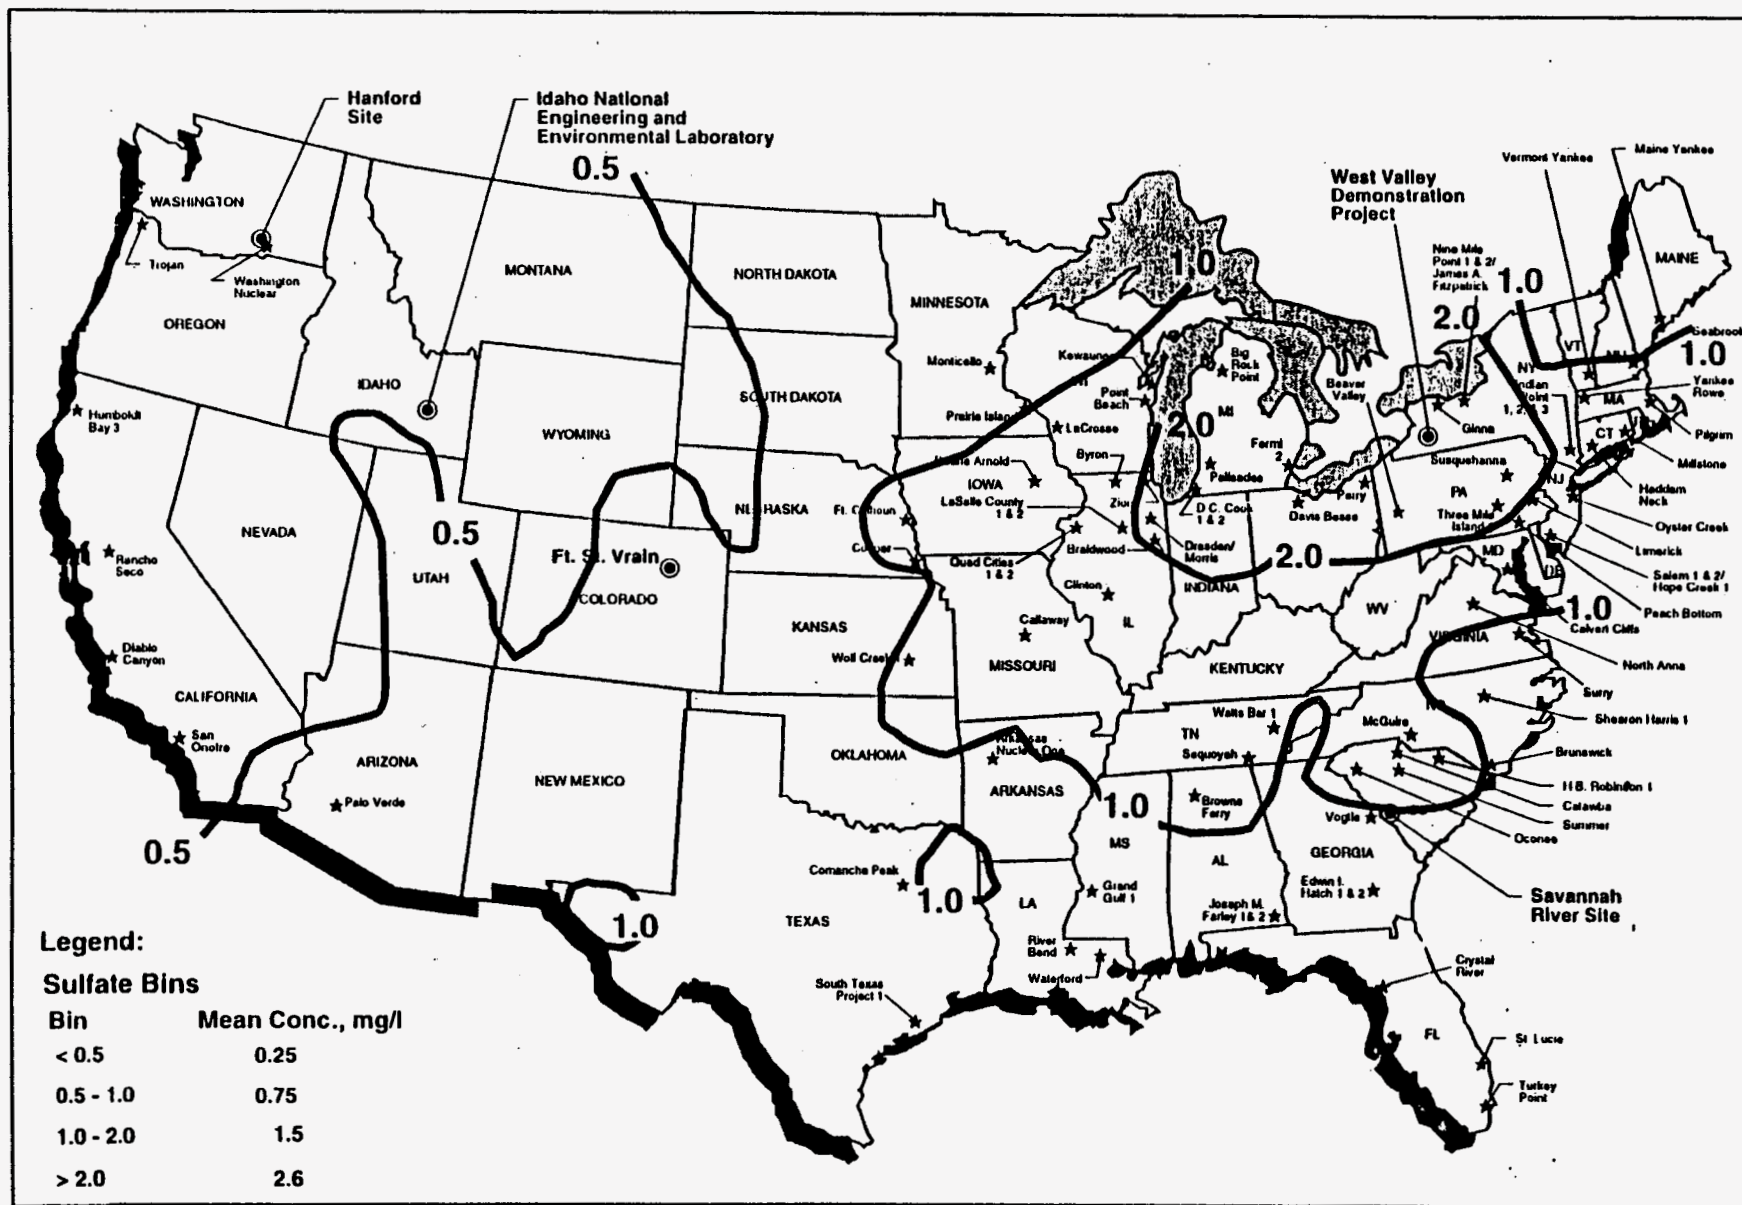 Hanford
Site
Idaho National
Engineering and
Environmental Laboratory
0.5
1.0
West Valley
Demonstration
Project
Vermont Yankee
Maine Yankee
Nine Mile
Point 1 & 2/
James A.
Fitzpatrick
1.0
2.0
WASHINGTON
Trojan
Washington
Nuclear
OREGON
MONTANA
NORTH DAKOTA
MINNESOTA
MAINE
Seabrook
1.0
VT
NY
IDAHO
SOUTH DAKOTA
WYOMING
Monticello
Kewaunee
Point
Beach
Big
Rock
Point
MI
2.0
Beaver
Valley
Indian
Point
1, 2, & 3
Yankee
Rowe
MA
CT
Pilgrim
Millstone
Haddam
Neck
Humboldt
Bay 3
Prairie Island
LaCrosse
Ginna
Fermi
2
Susquehanna
NJ
PA
IOWA
Byron
LaSalle County
1 & 2
Palisades
Perry
Davis Besse
D.C. Cook
1 & 2
Three Mile
Island
Oyster Creek
Limerick
Salem 1 & 2/
Hope Creek 1
Peach Bottom
Calvert Cliffs
MD
DE
NEVADA
0.5
UTAH
Ft. St. Vrain
COLORADO
NEBRASKA
Ft. Calhoun
Cooper
Quad Cities
1 & 2
Braidwood
Dresden/
Morris
2.0
INDIANA
Clinton
IL
WV
1.0
VIRGINIA
North Anna
Surry
Rancho
Seco
Diablo
Canyon
CALIFORNIA
San
Onofre
KANSAS
Wolf Creek
Callaway
MISSOURI
KENTUCKY
Shearon Harris 1
Watts Bar 1
TN
Sequoyah
McGuire
Brunswick
H.B. Robinson
Catawba
Summer
Oconee
ARIZONA
Palo Verde
NEW MEXICO
OKLAHOMA
Arkansas
Nuclear One
ARKANSAS
1.0
MS
Browns
Ferry
AL
Vogtle
GEORGIA
Edwin I.
Hatch 1 & 2
Savannah
River Site
0.5
1.0
Comanche Peak
1.0
TEXAS
LA
Grand
Gulf 1
Joseph M.
Farley 1 & 2
River
Bend
Waterford
South Texas
Project 1
Crystal
River
FL
St. Lucie
Turkey
Point
Legend:
Sulfate Bins
Bin Mean Conc., mg/l
< 0.5 0.25
0.5 - 1.0 0.75
1.0 - 2.0 1.5
> 2.0 2.6